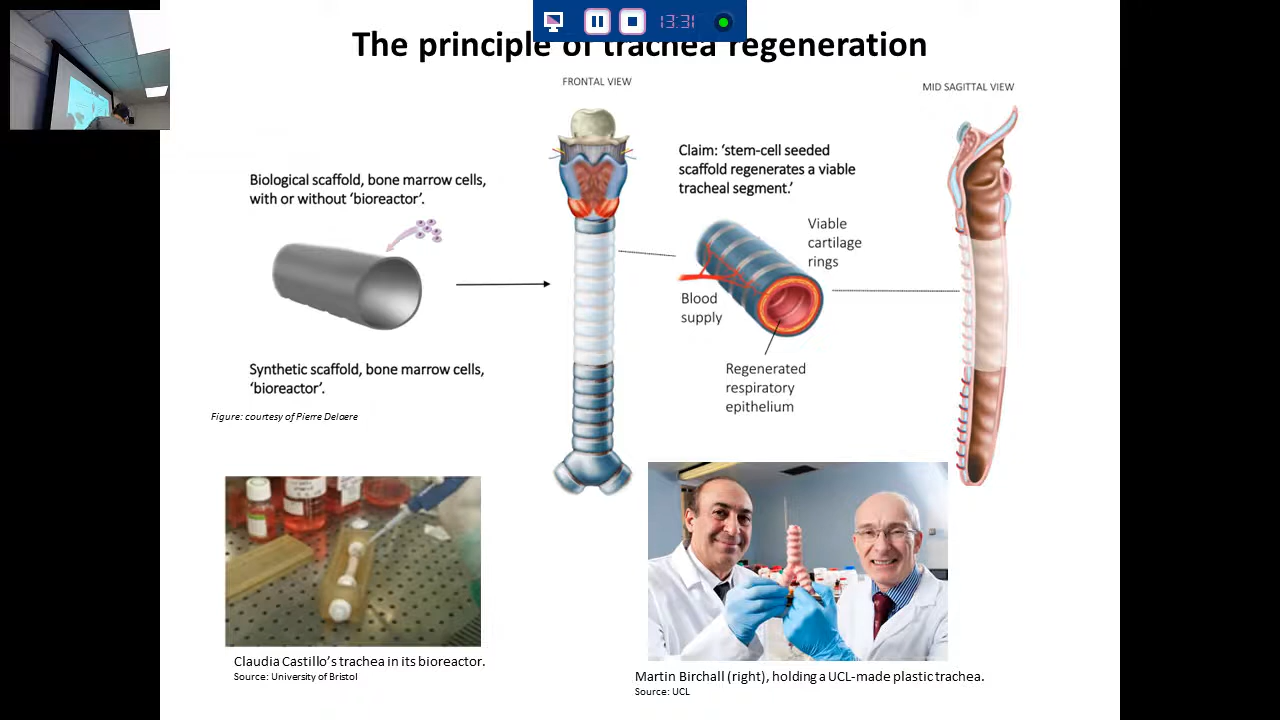 13:31
The principle of trachea regeneration
FRONTAL VIEW
MID SAGITTAL VIEW
Biological scaffold, bone marrow cells,
with or without ‘bioreactor’.
Claim: ‘stem-cell seeded
scaffold regenerates a viable
tracheal segment.’
Viable
cartilage
rings
Blood
supply
Regenerated
respiratory
epithelium
Synthetic scaffold, bone marrow cells,
‘bioreactor’.
Figure: courtesy of Pierre Delaere
Claudia Castillo’s trachea in its bioreactor.
Source: University of Bristol
Martin Birchall (right), holding a UCL-made plastic trachea.
Source: UCL